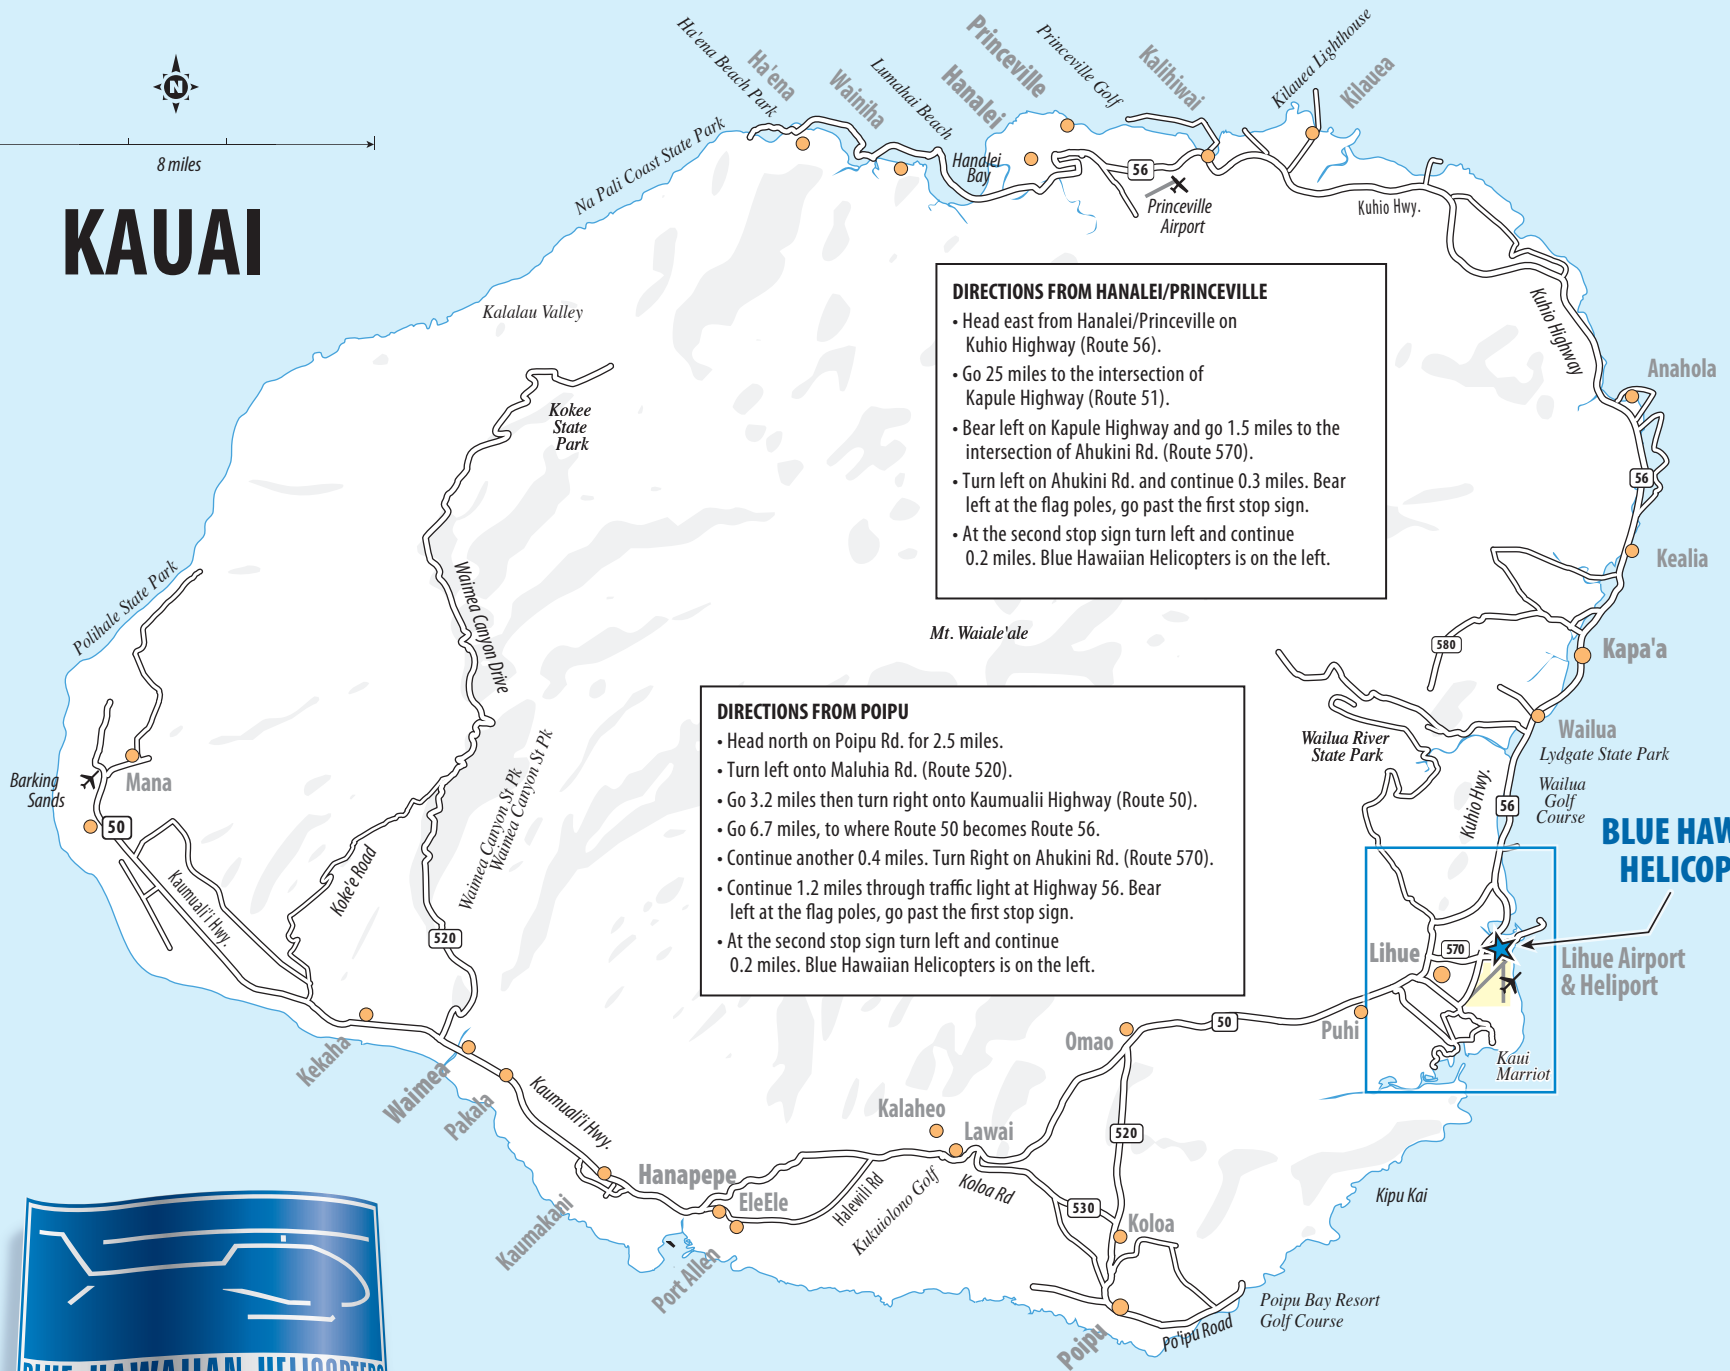 N
8 miles
KAUAI
Ha'ena Beach Park
Ha'ena
Wainiha
Lumahai Beach
Hanalei
Princeville
Princeville Golf
Kalihiwai
Kilauea Lighthouse
Kilauea
Na Pali Coast State Park
Hanalei
Bay
56
Princeville
Airport
Kuhio Hwy.
Kalalau Valley
DIRECTIONS FROM HANALEI/PRINCEVILLE
• Head east from Hanalei/Princeville on
Kuhio Highway (Route 56).
• Go 25 miles to the intersection of
Kapule Highway (Route 51).
• Bear left on Kapule Highway and go 1.5 miles to the
intersection of Ahukini Rd. (Route 570).
• Turn left on Ahukini Rd. and continue 0.3 miles. Bear
left at the flag poles, go past the first stop sign.
• At the second stop sign turn left and continue
0.2 miles. Blue Hawaiian Helicopters is on the left.
Kuhio Highway
Anahola
56
Kealia
Kokee
State
Park
Polihale State Park
Waimea Canyon Drive
Mt. Waiale'ale
580
Kapa'a
Wailua
Lydgate State Park
Wailua River
State Park
Wailua
Golf
Course
Kuhio Hwy.
56
DIRECTIONS FROM POIPU
• Head north on Poipu Rd. for 2.5 miles.
• Turn left onto Maluhia Rd. (Route 520).
• Go 3.2 miles then turn right onto Kaumualii Highway (Route 50).
• Go 6.7 miles, to where Route 50 becomes Route 56.
• Continue another 0.4 miles. Turn Right on Ahukini Rd. (Route 570).
• Continue 1.2 miles through traffic light at Highway 56. Bear
left at the flag poles, go past the first stop sign.
• At the second stop sign turn left and continue
0.2 miles. Blue Hawaiian Helicopters is on the left.
Barking
Sands
Mana
50
Kaumuali'i Hwy.
Koke'e Road
Waimea Canyon St Pk
Waimea Canyon St Pk
520
BLUE HAW
HELICOP
Lihue
570
Lihue Airport
& Heliport
Puhi
Kaui
Marriot
50
Omao
Kekaha
Waimea
Pakala
Kaumuali'i Hwy.
Kaumakani
Hanapepe
EleEle
Port Allen
Halewili Rd
Kalaheo
Lawai
Kukuiolono Golf
Koloa Rd
520
530
Koloa
Kipu Kai
Poipu
Po'ipu Road
Poipu Bay Resort
Golf Course
BLUE HAWAIIAN HELICOPTERS